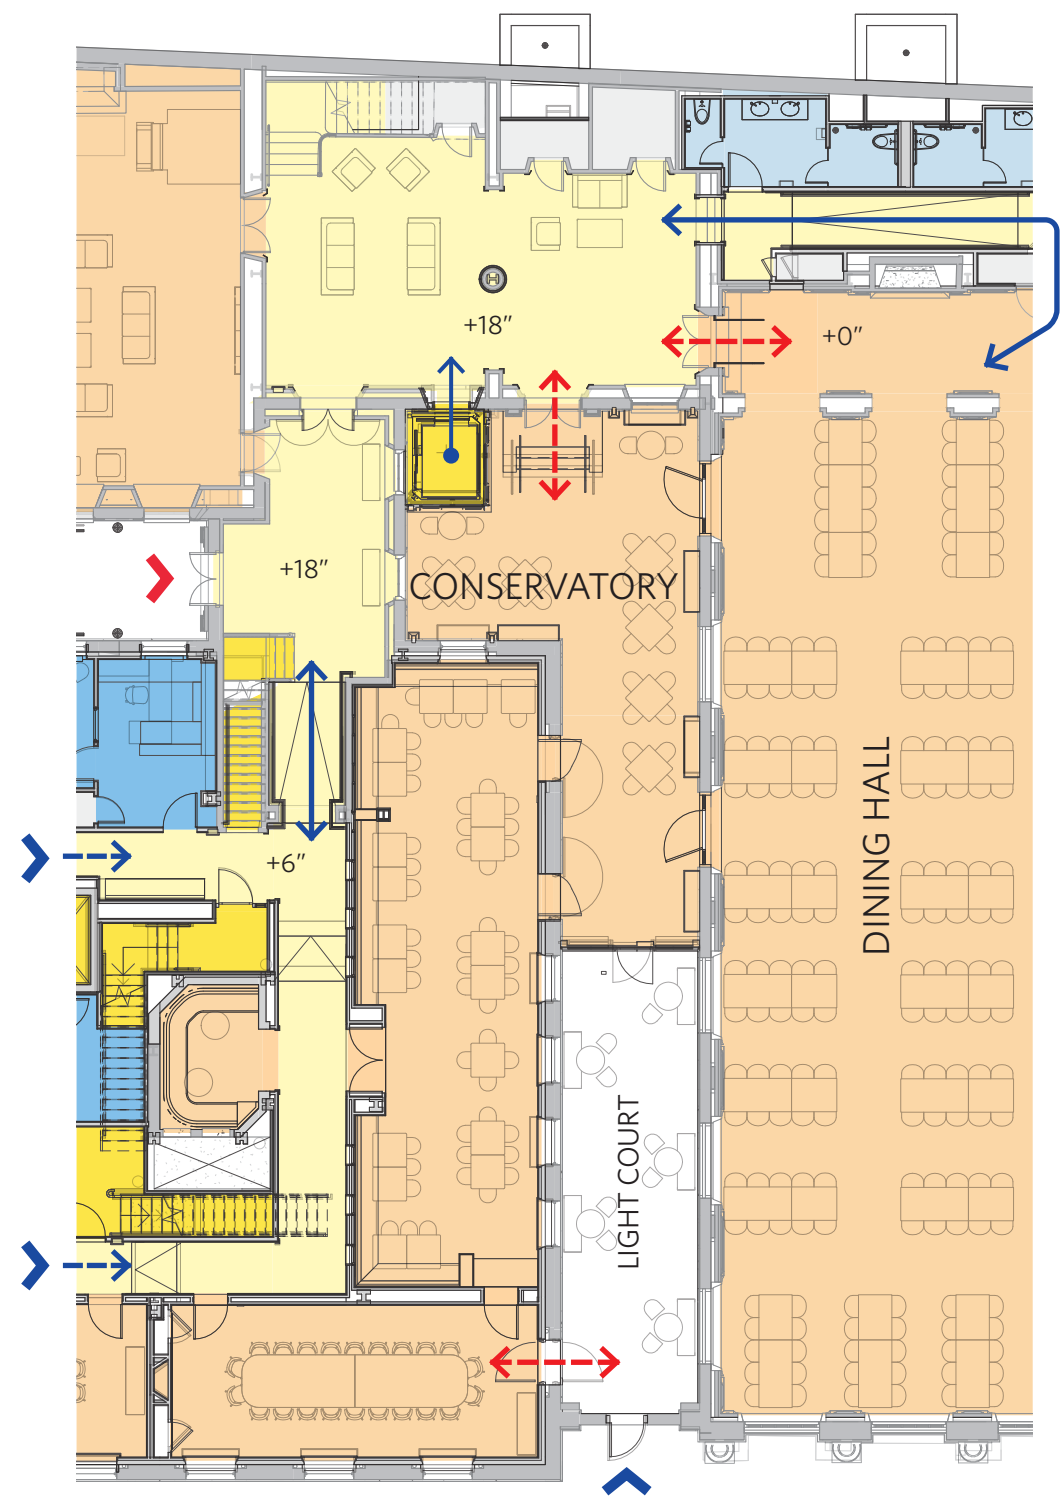 +18″
+0″
+18″
CONSERVATORY
DINING HALL
+6″
LIGHT COURT